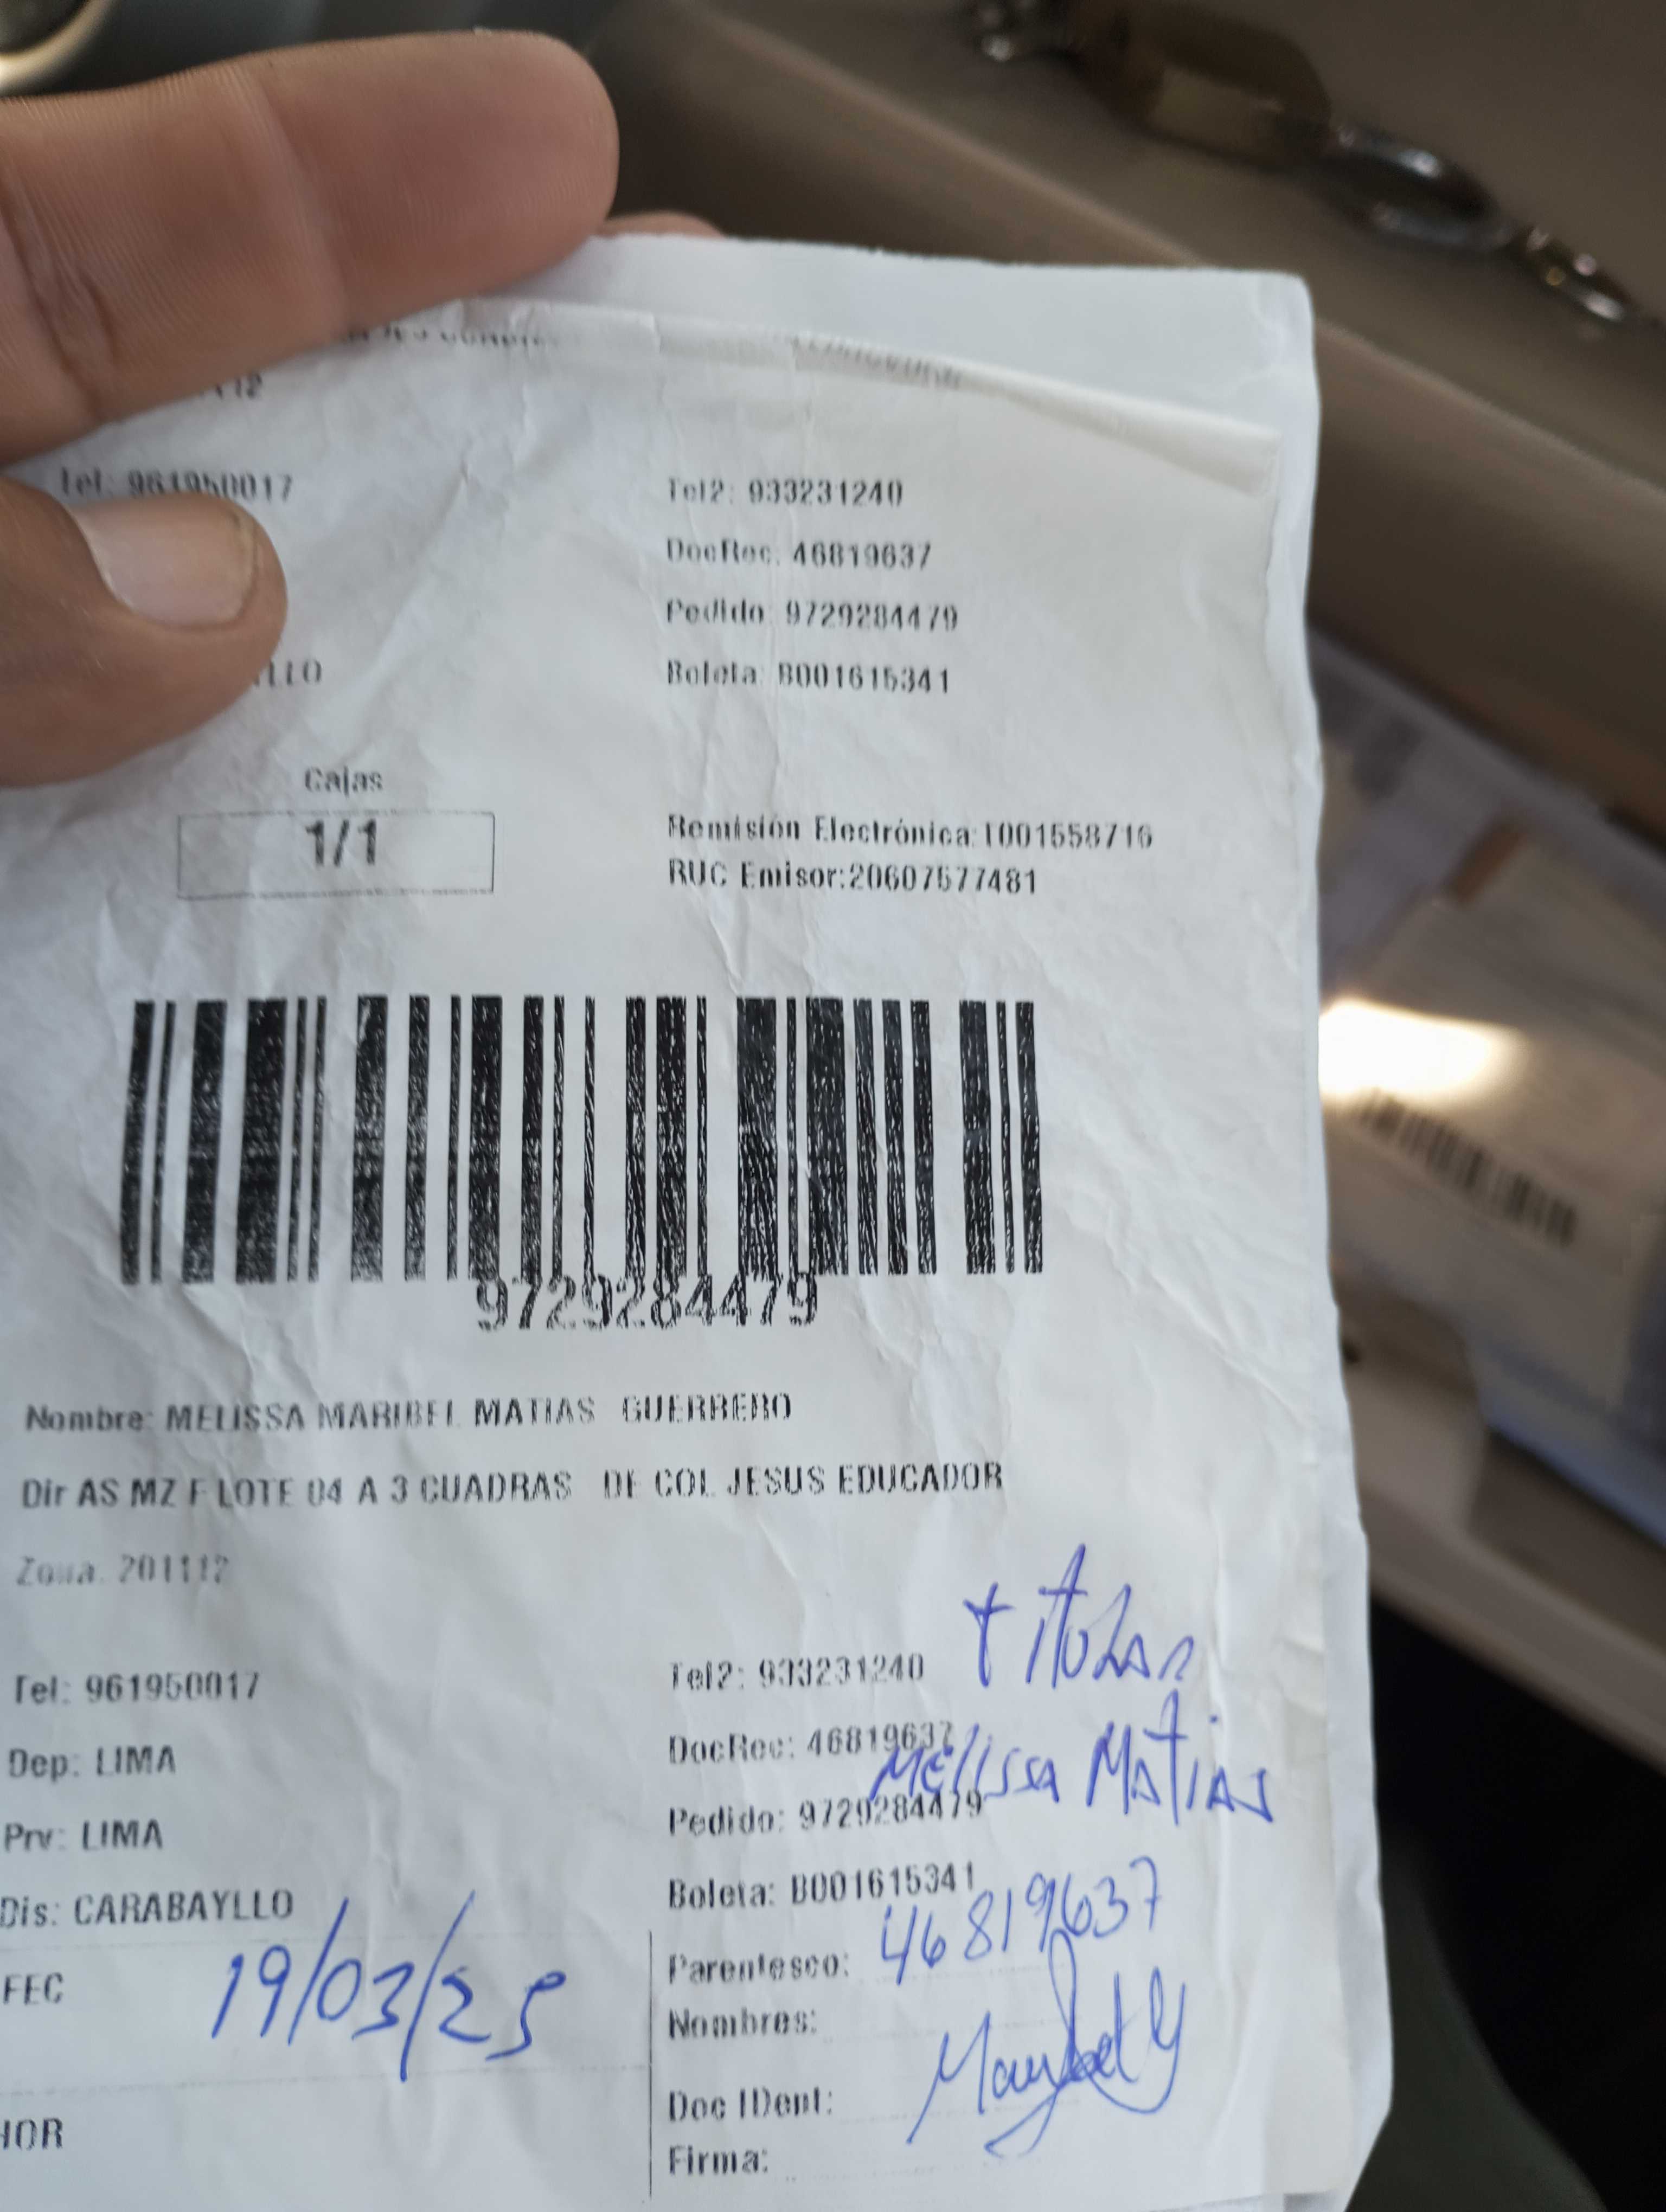 Tel: 961950017 Tel2: 933231240
DocRec: 46819637
Pedido: 9729284479
LLO Boleta: B001615341
Cajas
1/1
Remisión Electrónica:T001558716
RUC Emisor:20607577481
9729284479
Nombre: MELISSA MARIBEL MATIAS GUERRERO
Dir AS MZ F LOTE 04 A 3 CUADRAS DE COL JESUS EDUCADOR
Zona: 201112
titular
Tel: 961950017 Tel2: 933231240
Dep: LIMA DocRec: 46819637
Melissa Matias
Prv: LIMA Pedido: 9729284479
Dis: CARABAYLLO Boleta: B001615341
46819637
FEC 19/03/25 Parentesco:
Nombres:
Doc IDent:
HOR Firma: